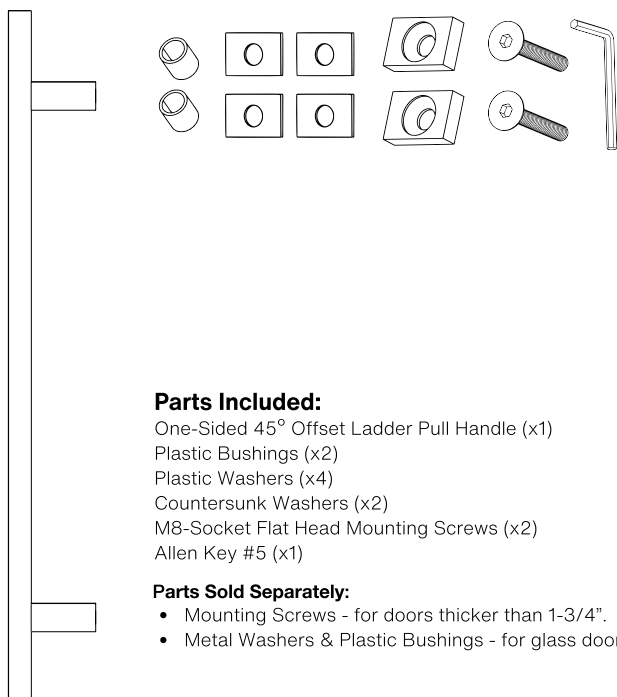 Parts Included:
One-Sided 45° Offset Ladder Pull Handle (x1)
Plastic Bushings (x2)
Plastic Washers (x4)
Countersunk Washers (x2)
M8-Socket Flat Head Mounting Screws (x2)
Allen Key #5 (x1)
Parts Sold Separately:
• Mounting Screws - for doors thicker than 1-3/4”.
• Metal Washers & Plastic Bushings - for glass door